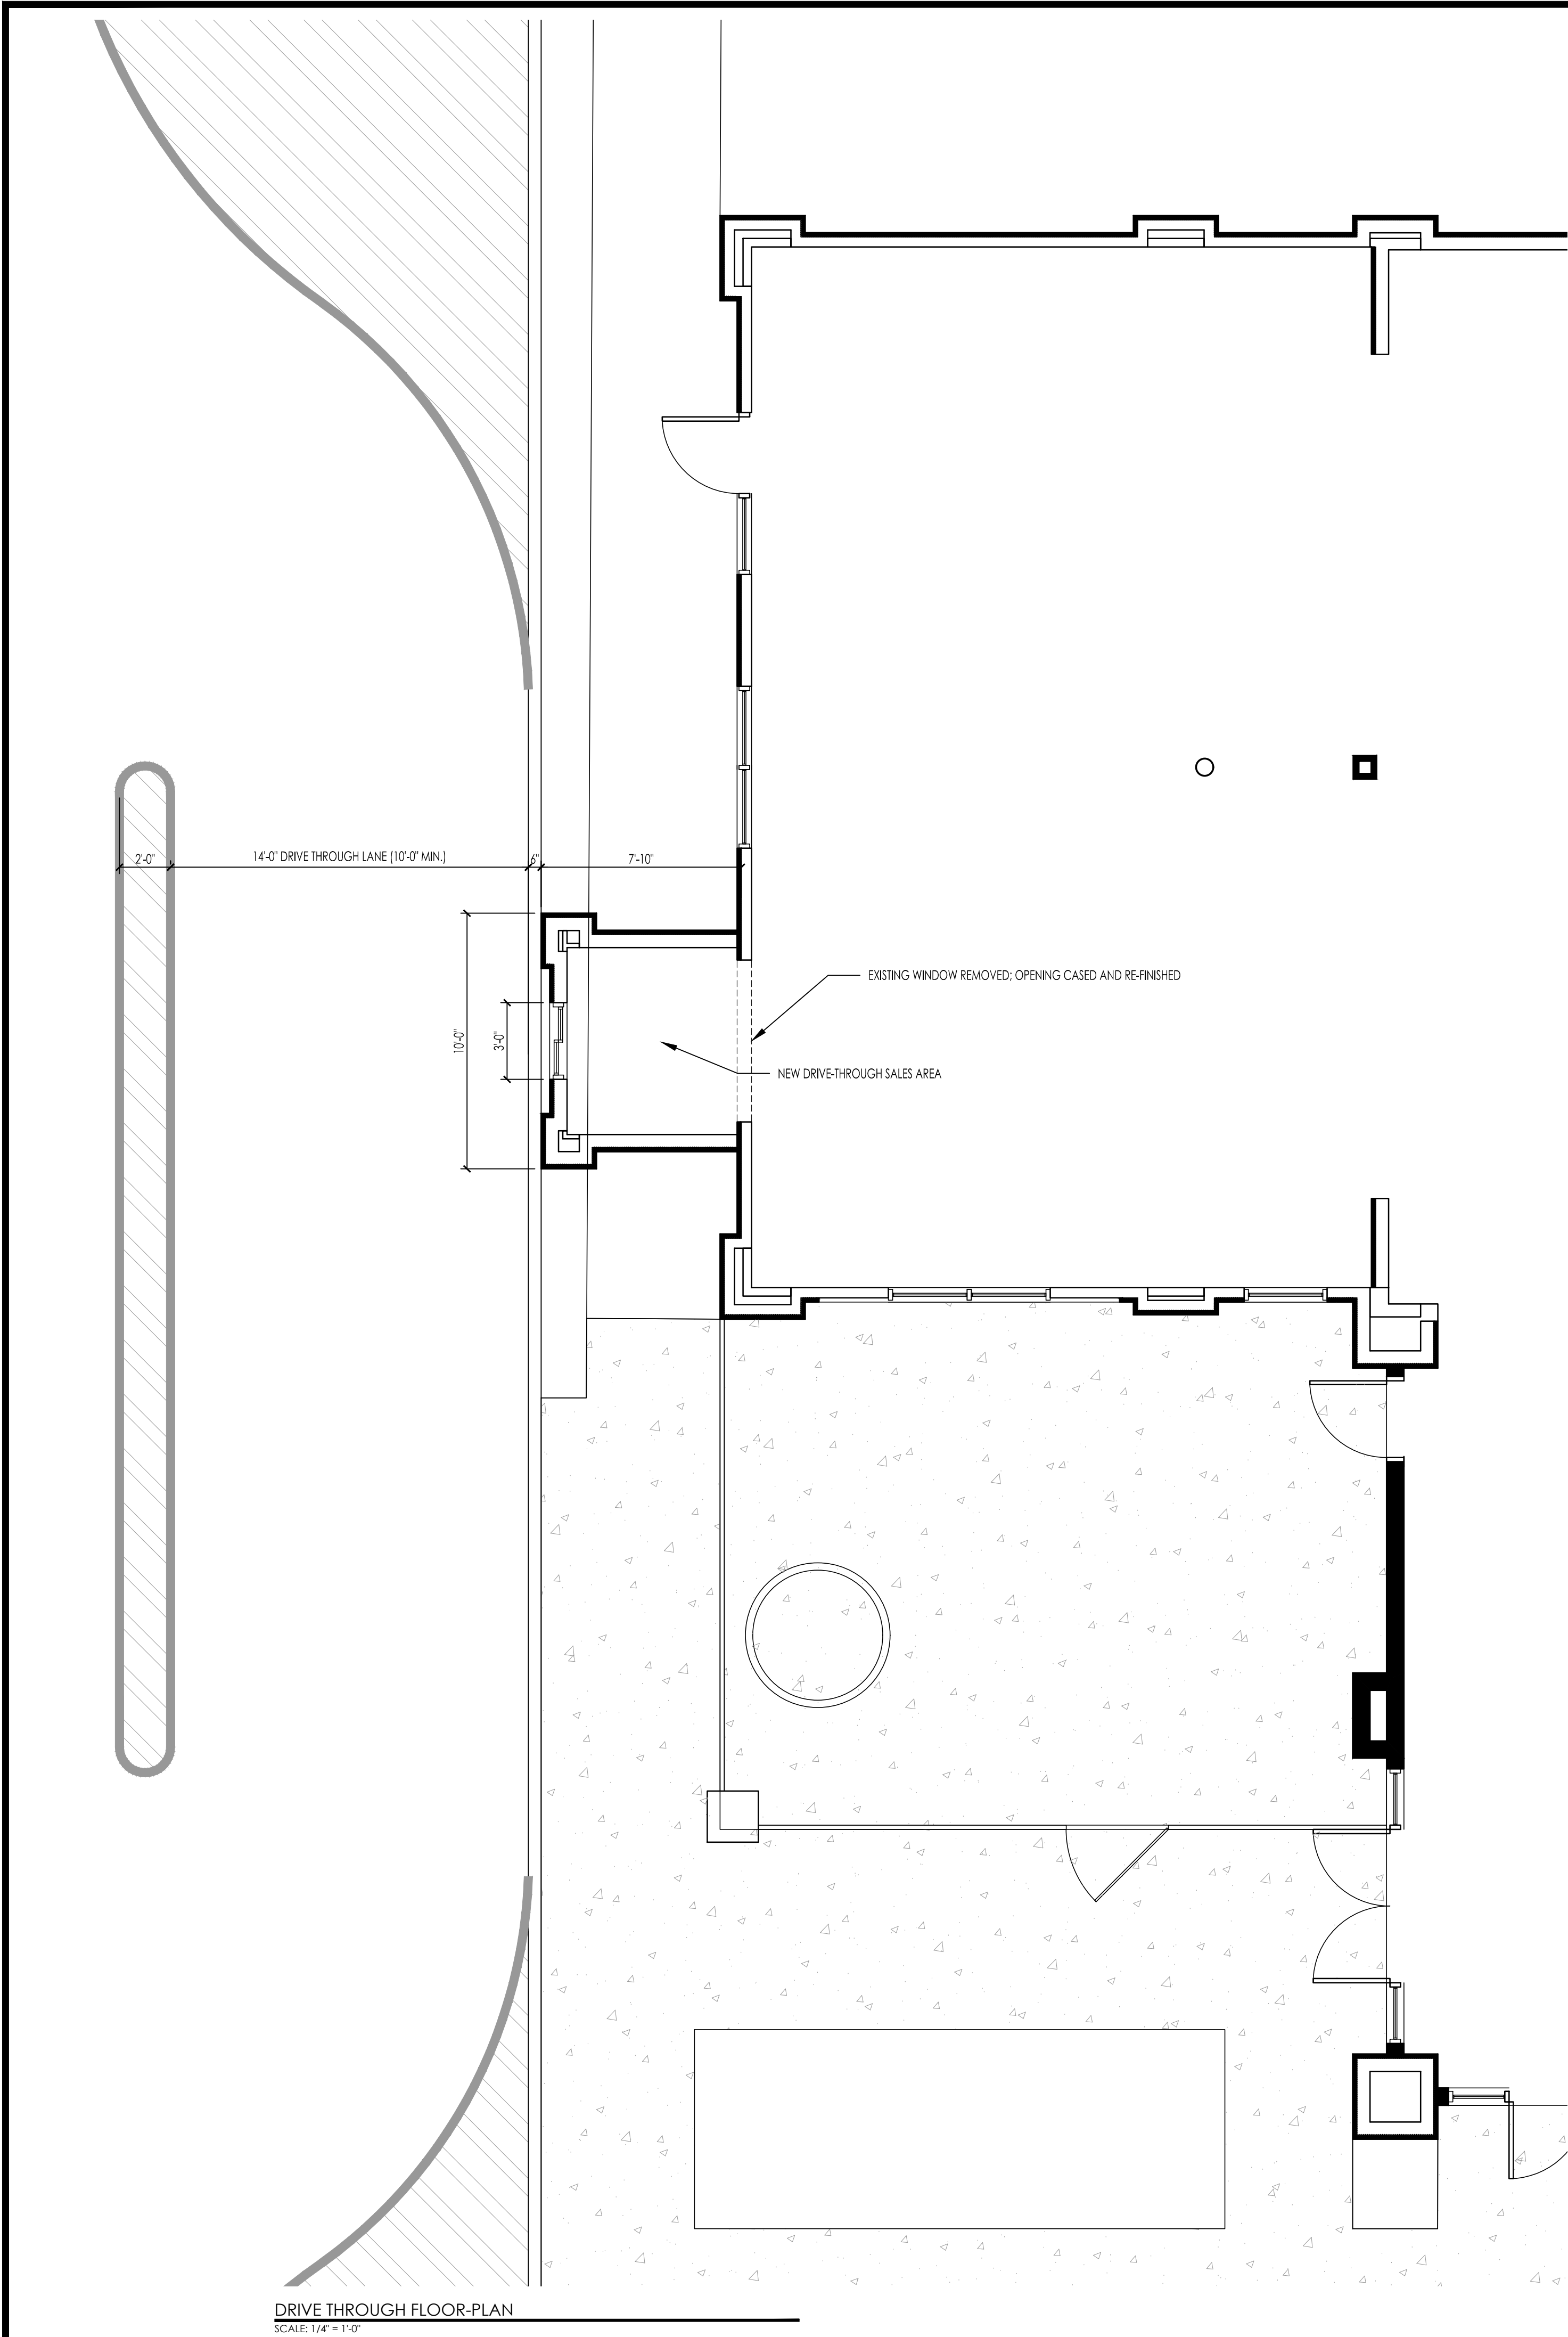 2'-0"
14'-0" DRIVE THROUGH LANE (10'-0" MIN.)
6"
7'-10"
EXISTING WINDOW REMOVED; OPENING CASED AND RE-FINISHED
10'-0"
3'-0"
NEW DRIVE-THROUGH SALES AREA
DRIVE THROUGH FLOOR-PLAN
SCALE: 1/4" = 1'-0"